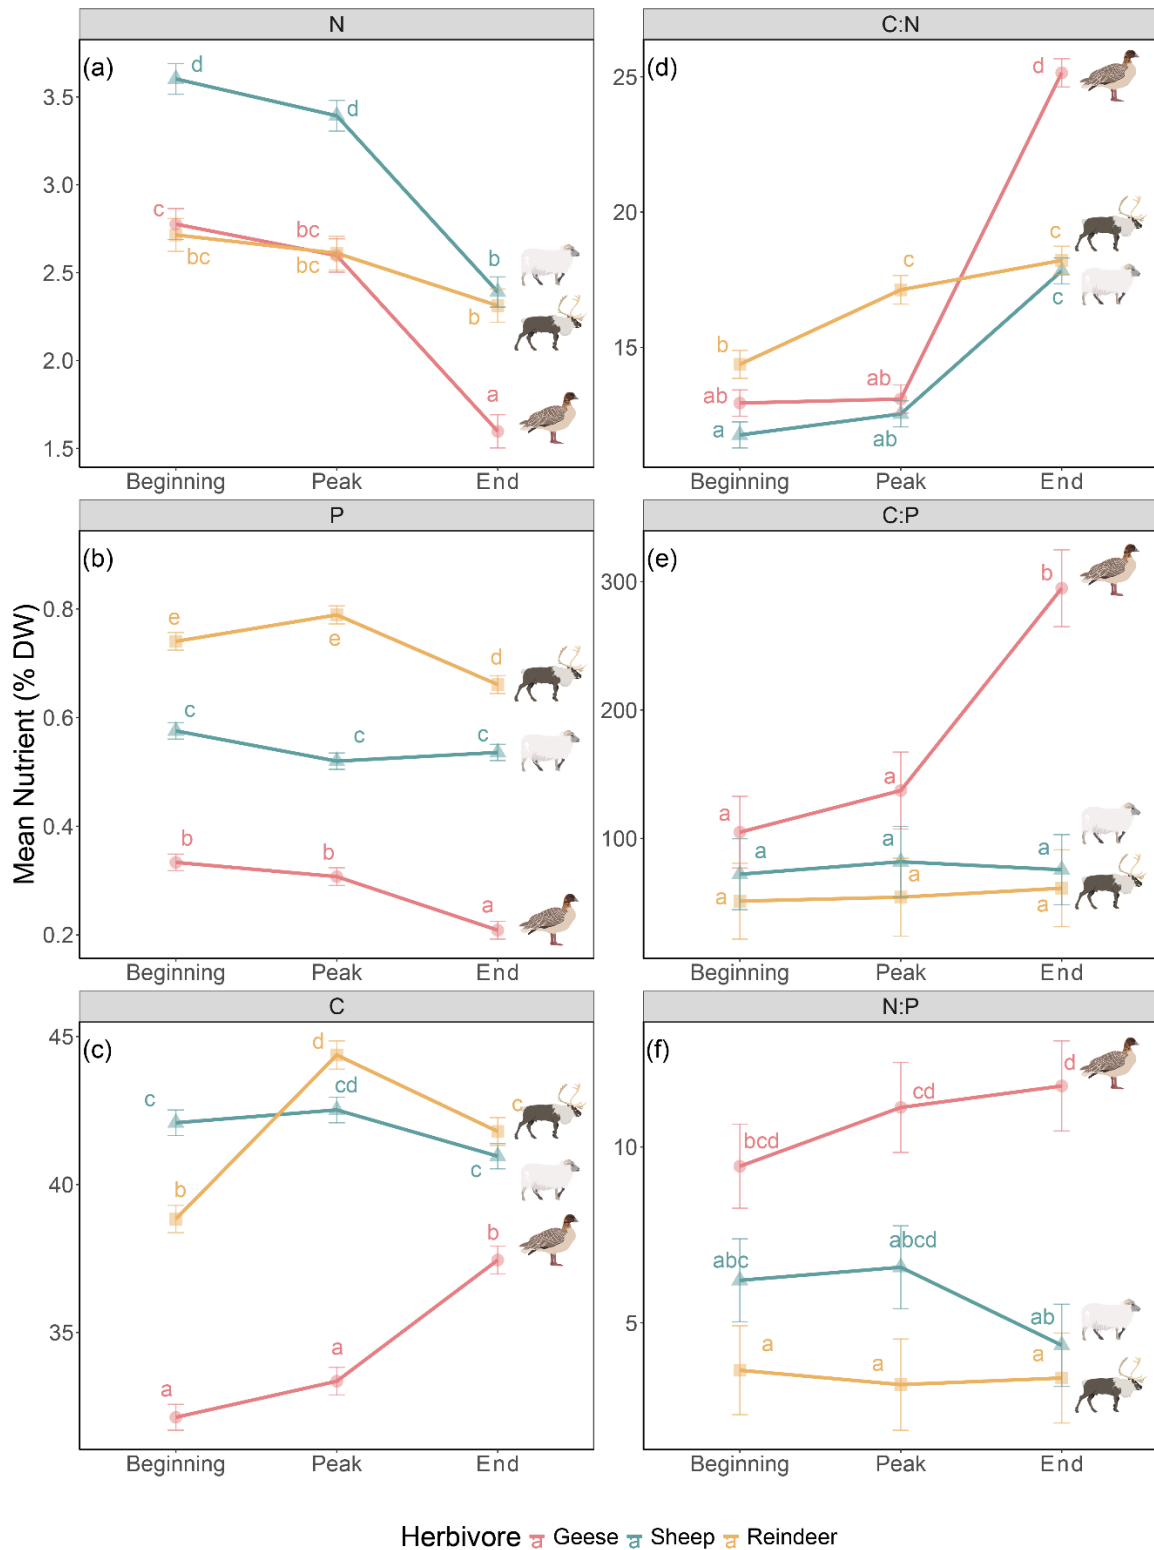 N
(a)
3.5
3.0
2.5
2.0
1.5
d
d
c
bc
bc
bc
b
b
a
Beginning Peak End
C:N
(d)
25
20
15
d
b
c
c
c
ab
ab
a
ab
Beginning Peak End
Mean Nutrient (% DW)
P
(b)
0.8
0.6
0.4
0.2
e
e
d
c
c
c
b
b
a
Beginning Peak End
C:P
(e)
300
200
100
b
a
a
a
a
a
a
a
a
Beginning Peak End
C
(c)
45
40
35
d
cd
c
c
b
c
b
a
a
Beginning Peak End
N:P
(f)
10
5
bcd
cd
d
abc
abcd
ab
a
a
a
Beginning Peak End
Herbivore a Geese a Sheep a Reindeer